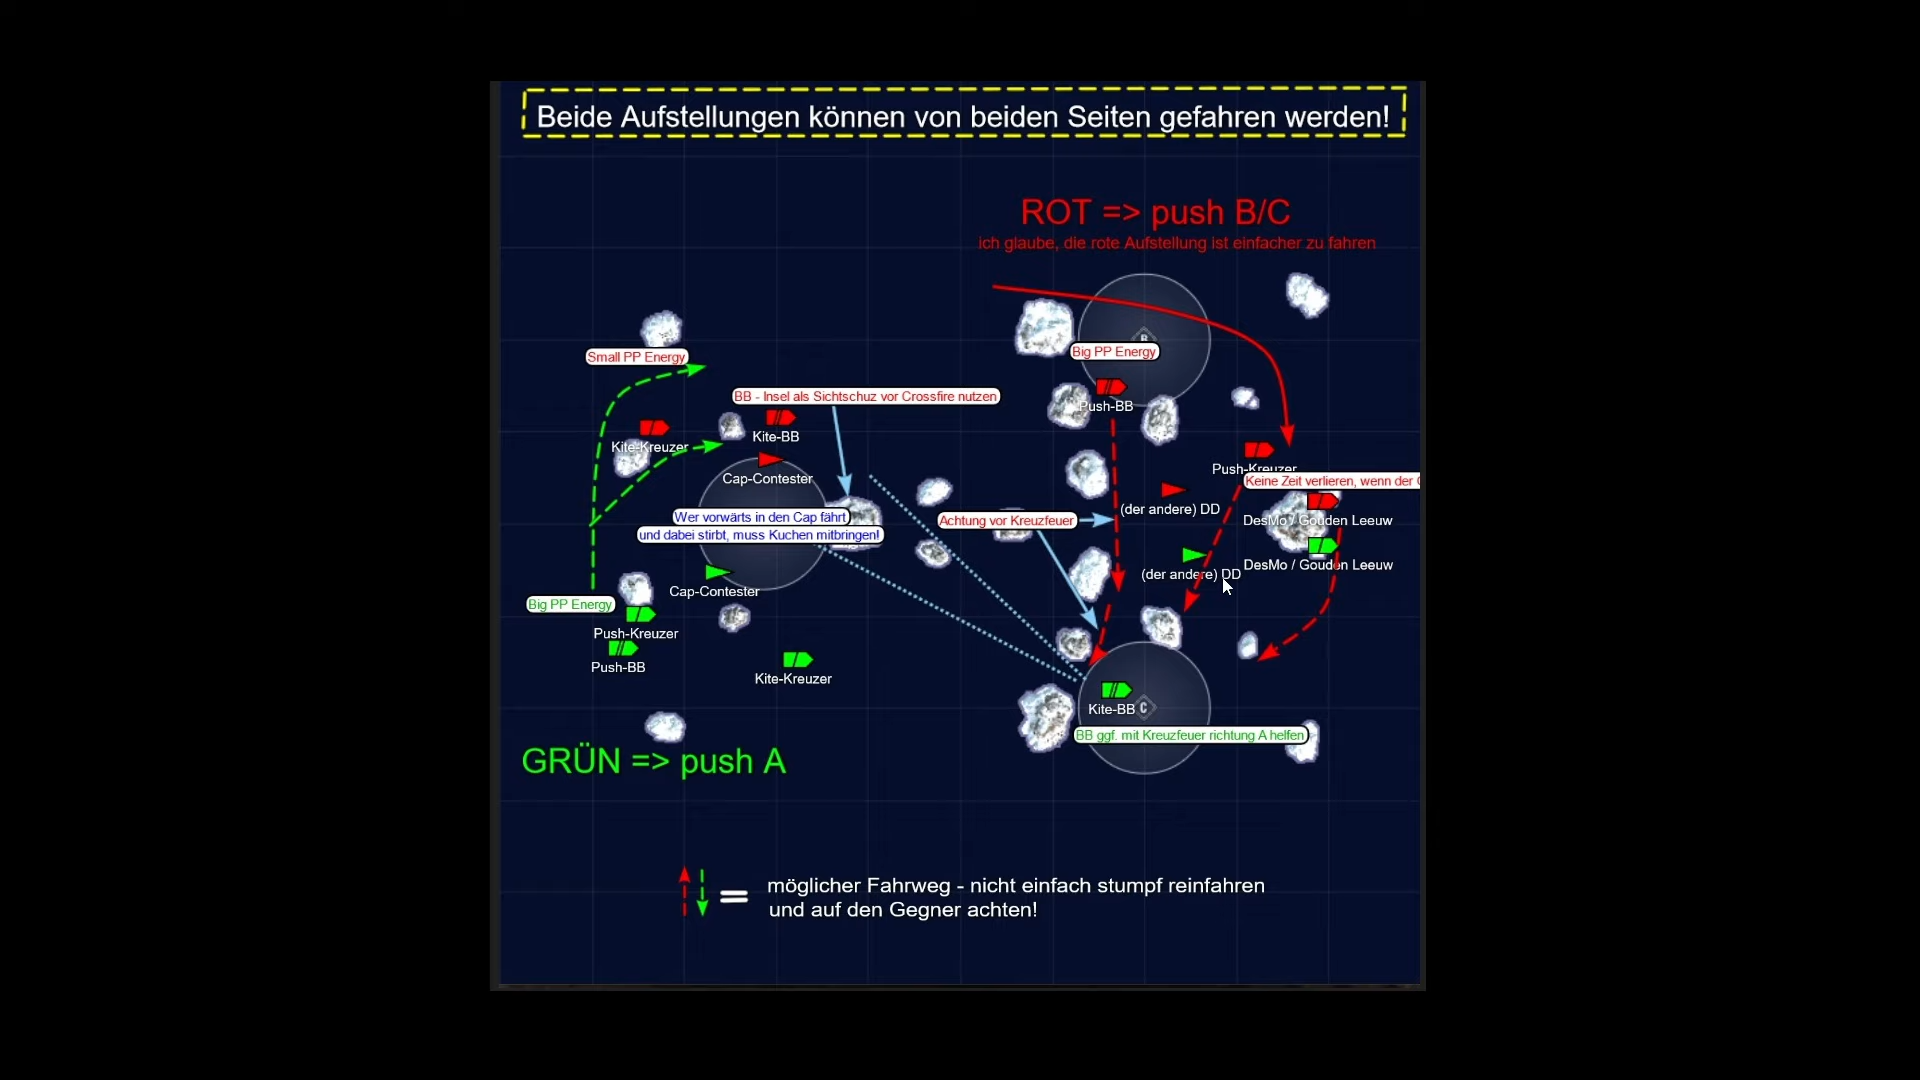 Beide Aufstellungen können von beiden Seiten gefahren werden!
ROT => push B/C
ich glaube, die rote Aufstellung ist einfacher zu fahren
B
Small PP Energy
Big PP Energy
BB - Insel als Sichtschuz vor Crossfire nutzen
Push-BB
Kite-BB
Kite-Kreuzer
Push-Kreuzer
Cap-Contester
Keine Zeit verlieren, wenn der
(der andere) DD
Wer vorwärts in den Cap fährt
und dabei stirbt, muss Kuchen mitbringen!
Achtung vor Kreuzfeuer
DesMo / Gouden Leeuw
DesMo / Gouden Leeuw
(der andere) DD
Cap-Contester
Big PP Energy
Push-Kreuzer
Push-BB
Kite-Kreuzer
Kite-BB
C
BB ggf. mit Kreuzfeuer richtung A helfen
GRÜN => push A
= möglicher Fahrweg - nicht einfach stumpf reinfahren
und auf den Gegner achten!